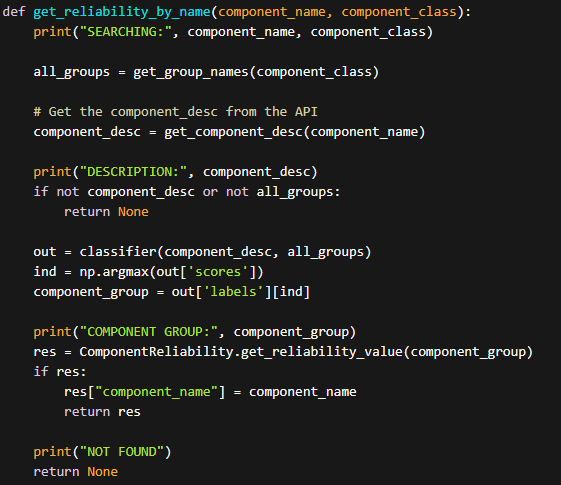 def get_reliability_by_name(component_name, component_class):
    print("SEARCHING:", component_name, component_class)
    all_groups = get_group_names(component_class)
    # Get the component_desc from the API
    component_desc = get_component_desc(component_name)
    print("DESCRIPTION:", component_desc)
    if not component_desc or not all_groups:
        return None
    out = classifier(component_desc, all_groups)
    ind = np.argmax(out['scores'])
    component_group = out['labels'][ind]
    print("COMPONENT GROUP:", component_group)
    res = ComponentReliability.get_reliability_value(component_group)
    if res:
        res["component_name"] = component_name
        return res
    print("NOT FOUND")
    return None